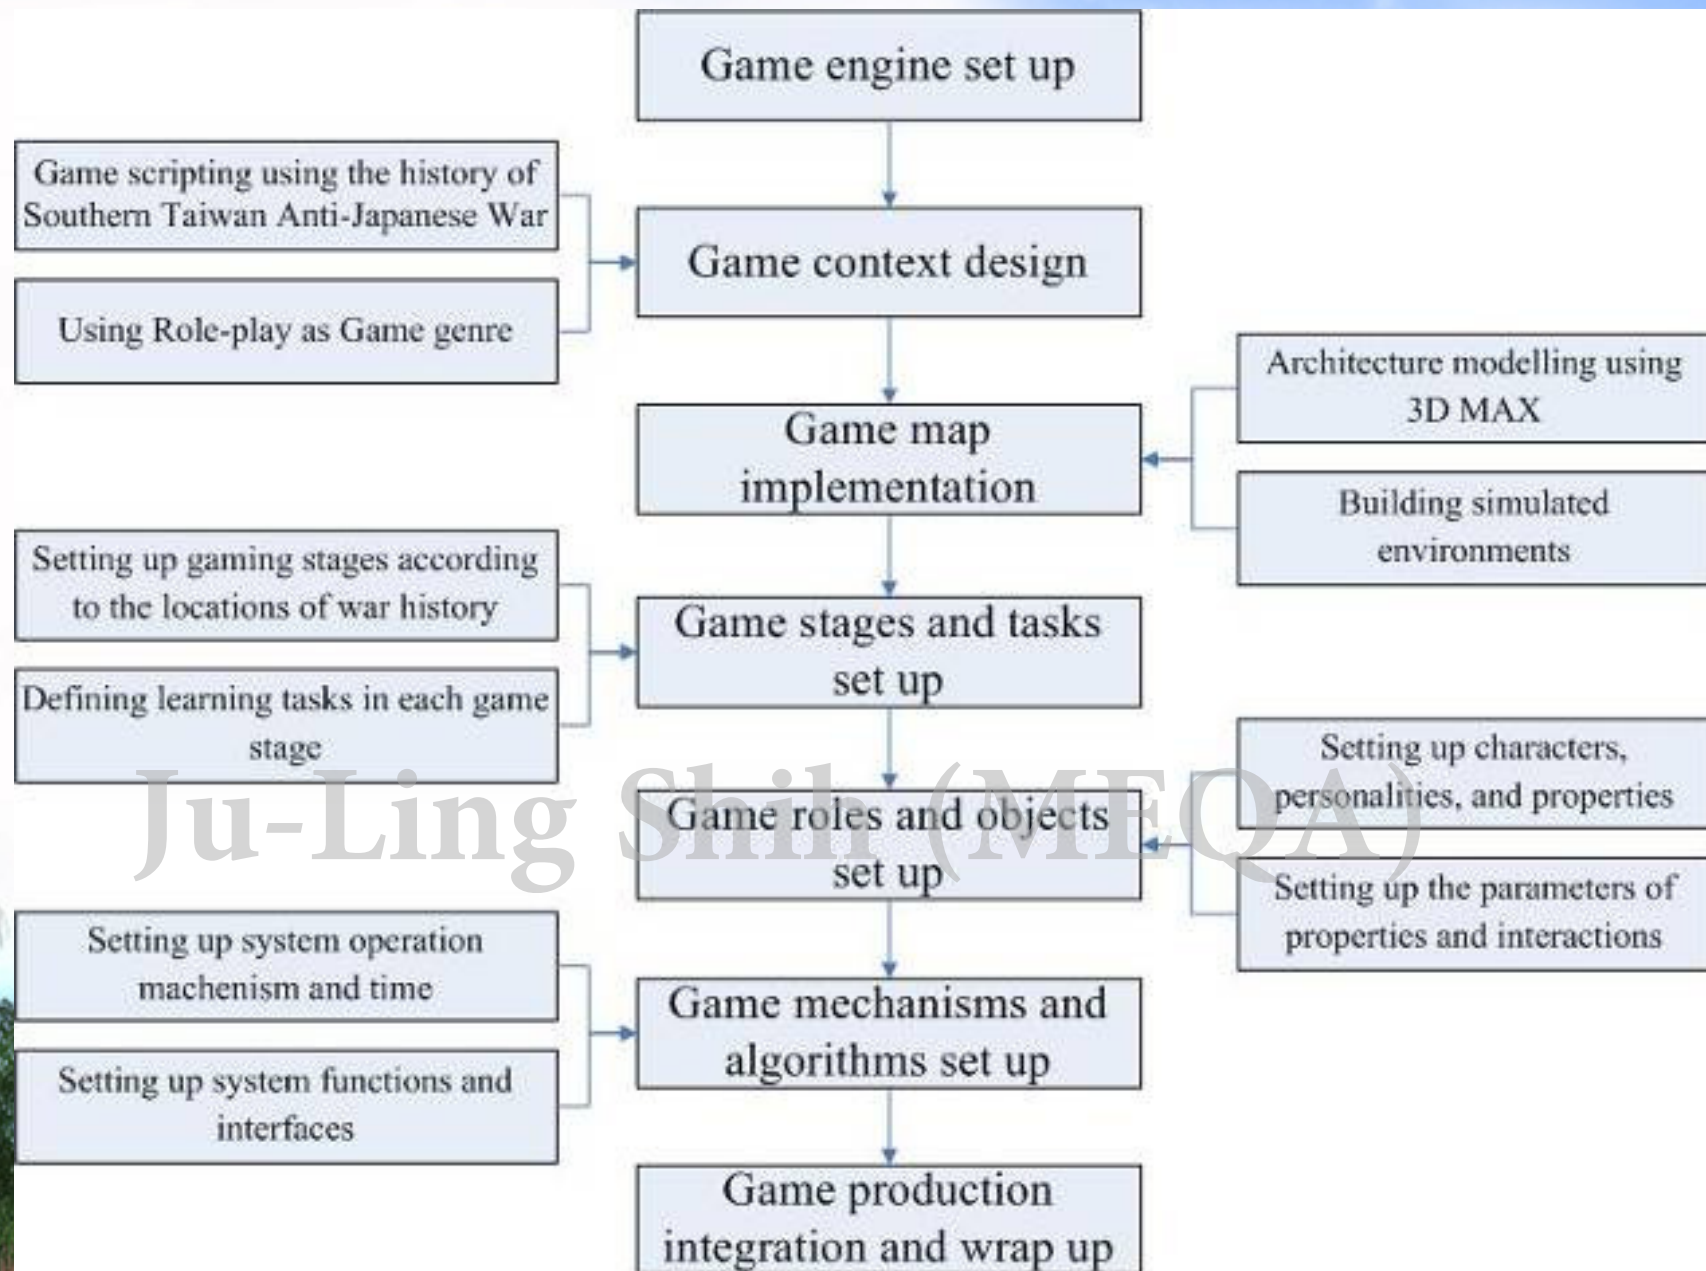 Game engine set up
Game scripting using the history of
Southern Taiwan Anti-Japanese War
Game context design
Using Role-play as Game genre
Architecture modelling using
3D MAX
Game map
implementation
Building simulated
environments
Setting up gaming stages according
to the locations of war history
Game stages and tasks
set up
Defining learning tasks in each game
stage
Setting up characters,
personalities, and properties
Game roles and objects
set up
Ju-Ling Shih (MEQA)
Setting up the parameters of
properties and interactions
Setting up system operation
machenism and time
Game mechanisms and
algorithms set up
Setting up system functions and
interfaces
Game production
integration and wrap up